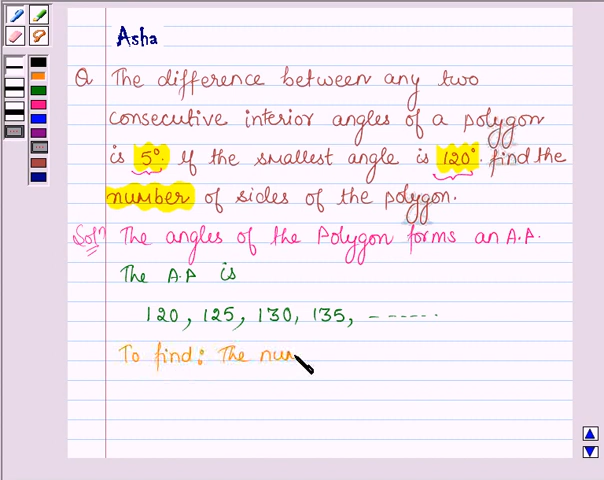 Asha
Q The difference between any two
consecutive interior angles of a polygon
is 5°. If the smallest angle is 120°. find the
number of sides of the polygon.
Solⁿ The angles of the Polygon forms an A.P.
The A.P is
120, 125, 130, 135, ------
To find: The num